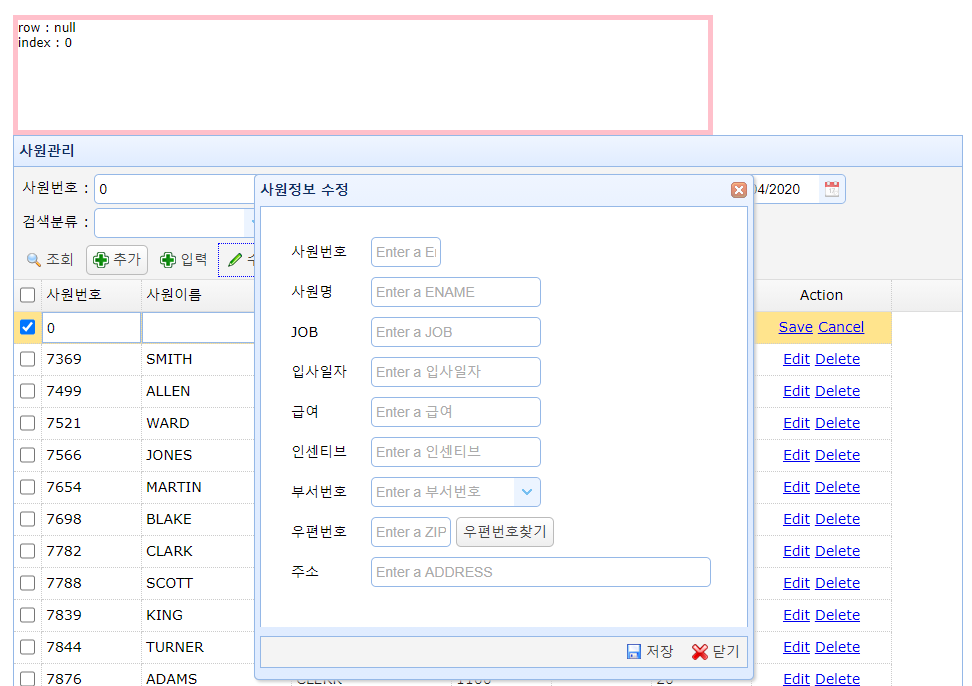 row : null
index : 0
사원관리
사원번호 : 0
04/2020
검색분류 :
조회 추가 입력
사원번호 사원이름 Action
0 Save Cancel
7369 SMITH Edit Delete
7499 ALLEN Edit Delete
7521 WARD Edit Delete
7566 JONES Edit Delete
7654 MARTIN Edit Delete
7698 BLAKE Edit Delete
7782 CLARK Edit Delete
7788 SCOTT Edit Delete
7839 KING Edit Delete
7844 TURNER Edit Delete
7876 ADAMS CLERK 1100 20 Edit Delete
사원정보 수정
사원번호 Enter a E
사원명 Enter a ENAME
JOB Enter a JOB
입사일자 Enter a 입사일자
급여 Enter a 급여
인센티브 Enter a 인센티브
부서번호 Enter a 부서번호
우편번호 Enter a ZIP 우편번호찾기
주소 Enter a ADDRESS
저장 닫기